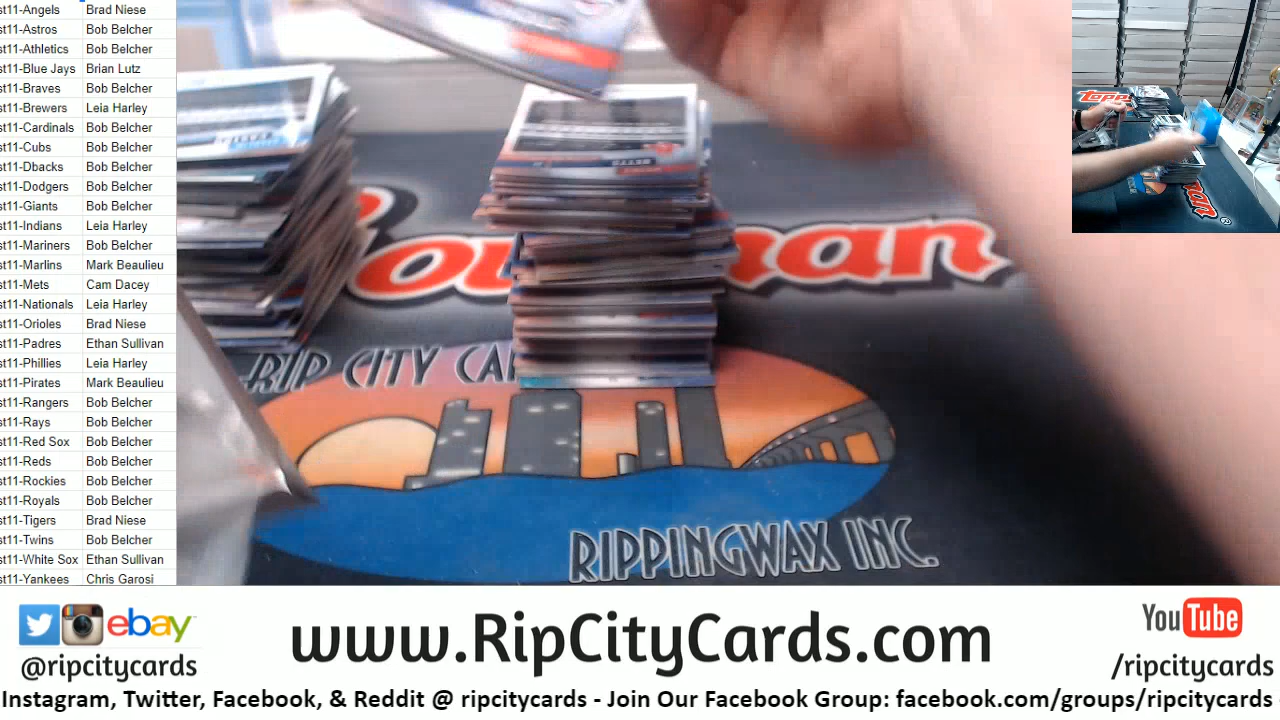 st11-Angels Brad Niese
st11-Astros Bob Belcher
st11-Athletics Bob Belcher
st11-Blue Jays Brian Lutz
st11-Braves Bob Belcher
st11-Brewers Leia Harley
st11-Cardinals Bob Belcher
st11-Cubs Bob Belcher
st11-Dbacks Bob Belcher
st11-Dodgers Bob Belcher
st11-Giants Bob Belcher
st11-Indians Leia Harley
st11-Mariners Bob Belcher
st11-Marlins Mark Beaulieu
st11-Mets Cam Dacey
st11-Nationals Leia Harley
st11-Orioles Brad Niese
st11-Padres Ethan Sullivan
st11-Phillies Leia Harley
st11-Pirates Mark Beaulieu
st11-Rangers Bob Belcher
st11-Rays Bob Belcher
st11-Red Sox Bob Belcher
st11-Reds Bob Belcher
st11-Rockies Bob Belcher
st11-Royals Bob Belcher
st11-Tigers Brad Niese
st11-Twins Bob Belcher
st11-White Sox Ethan Sullivan
st11-Yankees Chris Garosi
BETTS
Topps
man
RIP CITY CA
RIPPINGWAX INC.
ebay
@ripcitycards
www.RipCityCards.com
YouTube
/ripcitycards
Instagram, Twitter, Facebook, & Reddit @ ripcitycards - Join Our Facebook Group: facebook.com/groups/ripcitycards